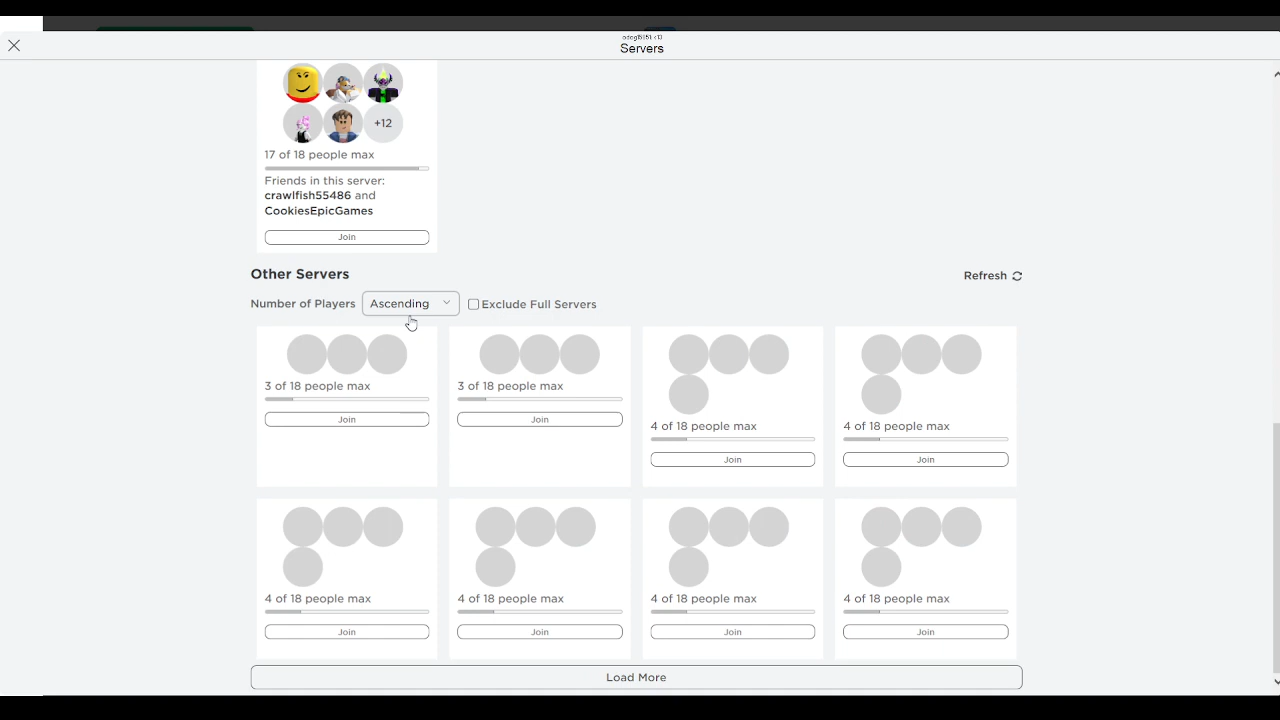 Servers
+12
17 of 18 people max
Friends in this server:
crawlfish55486 and
CookiesEpicGames
Join
Other Servers
Refresh
Number of Players
Ascending
Exclude Full Servers
3 of 18 people max
Join
3 of 18 people max
Join
4 of 18 people max
Join
4 of 18 people max
Join
4 of 18 people max
Join
4 of 18 people max
Join
4 of 18 people max
Join
4 of 18 people max
Join
Load More